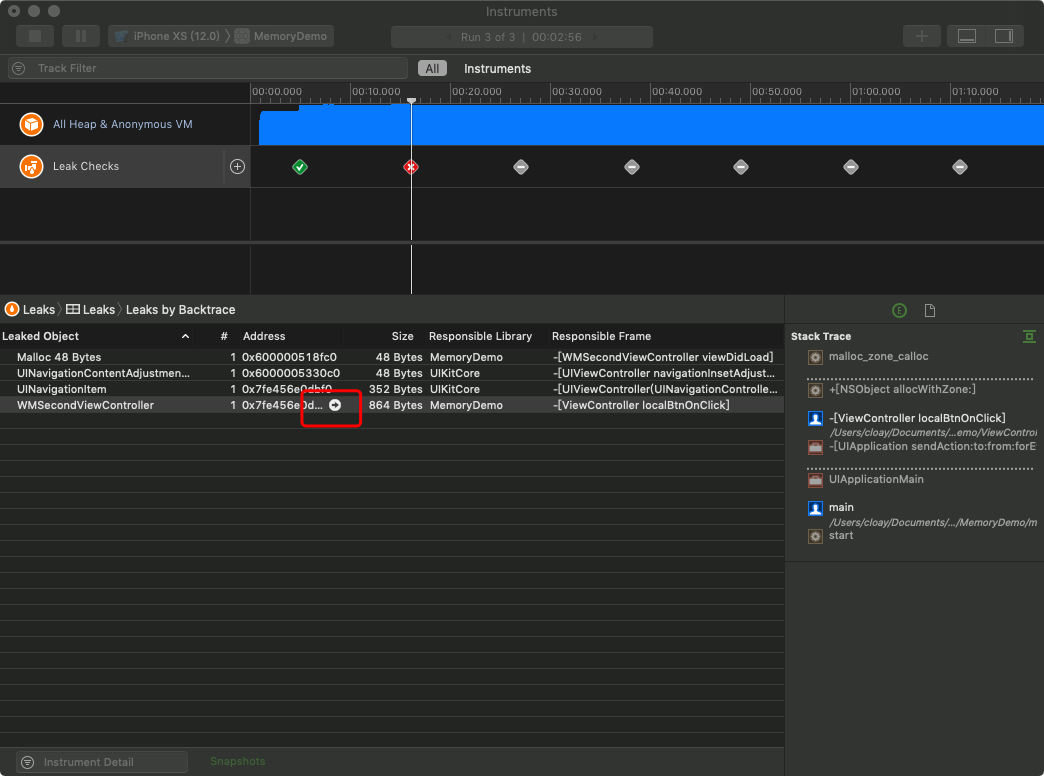 Instruments
iPhone XS (12.0) MemoryDemo
Run 3 of 3 | 00:02:56
Track Filter
All Instruments
00:00.000 00:10.000 00:20.000 00:30.000 00:40.000 00:50.000 01:00.000 01:10.000
All Heap & Anonymous VM
Leak Checks
Leaks Leaks Leaks by Backtrace
Leaked Object # Address Size Responsible Library Responsible Frame
Malloc 48 Bytes 1 0x600000518fc0 48 Bytes MemoryDemo -[WMSecondViewController viewDidLoad]
UINavigationContentAdjustmen... 1 0x6000005330c0 48 Bytes UIKitCore -[UIViewController navigationInsetAdjust...
UINavigationItem 1 0x7fe456e0dbf0 352 Bytes UIKitCore -[UIViewController(UINavigationControlle...
WMSecondViewController 1 0x7fe456e0d... 864 Bytes MemoryDemo -[ViewController localBtnOnClick]
E
Stack Trace
malloc_zone_calloc
+[NSObject allocWithZone:]
-[ViewController localBtnOnClick]
/Users/cloay/Documents/...emo/ViewControl
-[UIApplication sendAction:to:from:forE
UIApplicationMain
main
/Users/cloay/Documents/.../MemoryDemo/m
start
Instrument Detail Snapshots